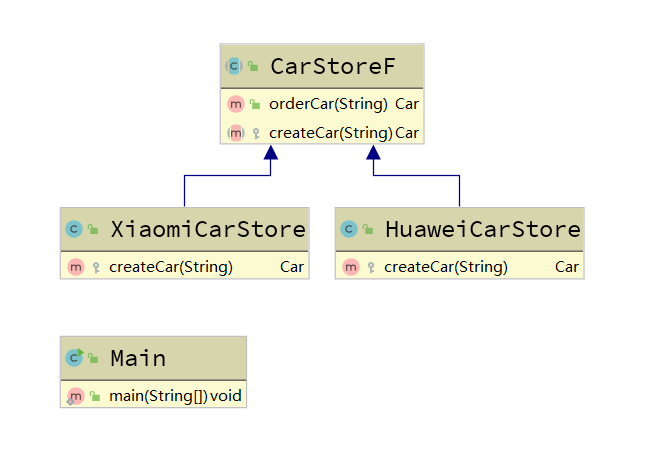 CarStoreF
orderCar(String) Car
createCar(String) Car
XiaomiCarStore
createCar(String) Car
HuaweiCarStore
createCar(String) Car
Main
main(String[]) void